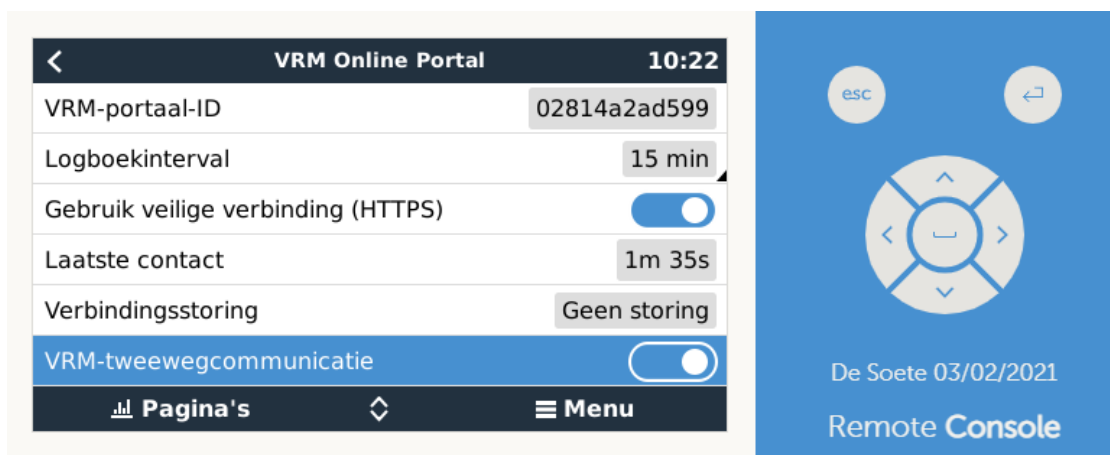 VRM Online Portal 10:22
VRM-portaal-ID 02814a2ad599
Logboekinterval 15 min
Gebruik veilige verbinding (HTTPS)
Laatste contact 1m 35s
Verbindingsstoring Geen storing
VRM-tweewegcommunicatie
Pagina's Menu
esc
De Soete 03/02/2021
Remote Console